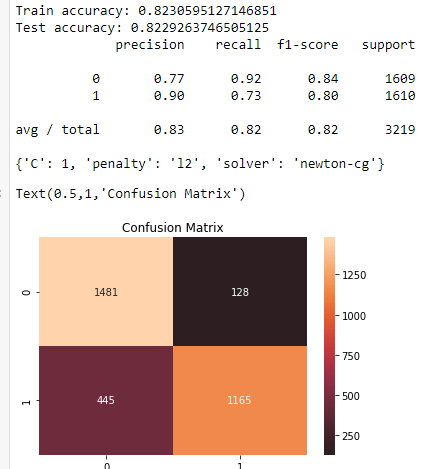 Train accuracy: 0.8230595127146851
Test accuracy: 0.8229263746505125
precision recall f1-score support
0 0.77 0.92 0.84 1609
1 0.90 0.73 0.80 1610
avg / total 0.83 0.82 0.82 3219
{'C': 1, 'penalty': 'l2', 'solver': 'newton-cg'}
Text(0.5,1,'Confusion Matrix')
Confusion Matrix
0 1481 128
1 445 1165
0 1
1250
1000
750
500
250